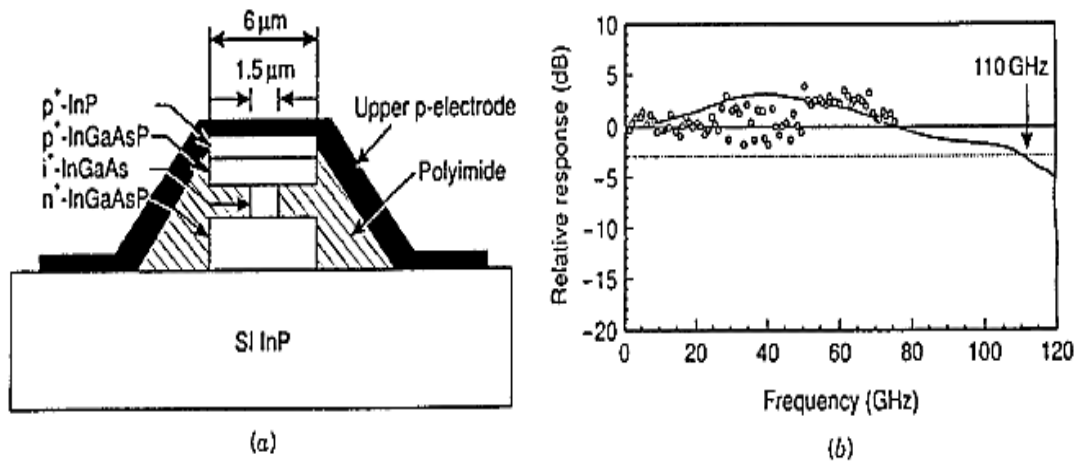 6 μm
1.5 μm
p⁺-InP
p⁺-InGaAsP
i⁺-InGaAs
n⁺-InGaAsP
Upper p-electrode
Polyimide
SI InP
(a)
Relative response (dB)
10
5
0
-5
-10
-15
-20
110 GHz
0 20 40 60 80 100 120
Frequency (GHz)
(b)